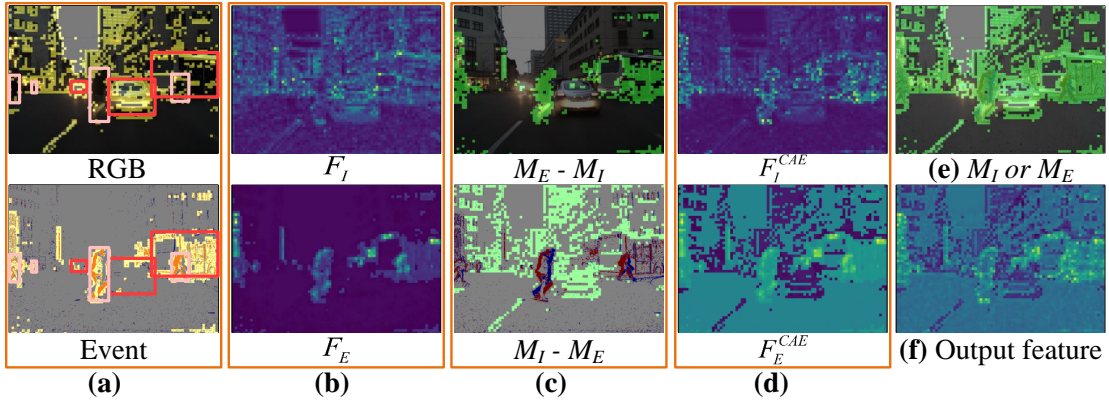 RGB
F_I
M_E - M_I
F_I^{CAE}
(e) M_I or M_E
Event
F_E
M_I - M_E
F_E^{CAE}
(f) Output feature
(a)
(b)
(c)
(d)